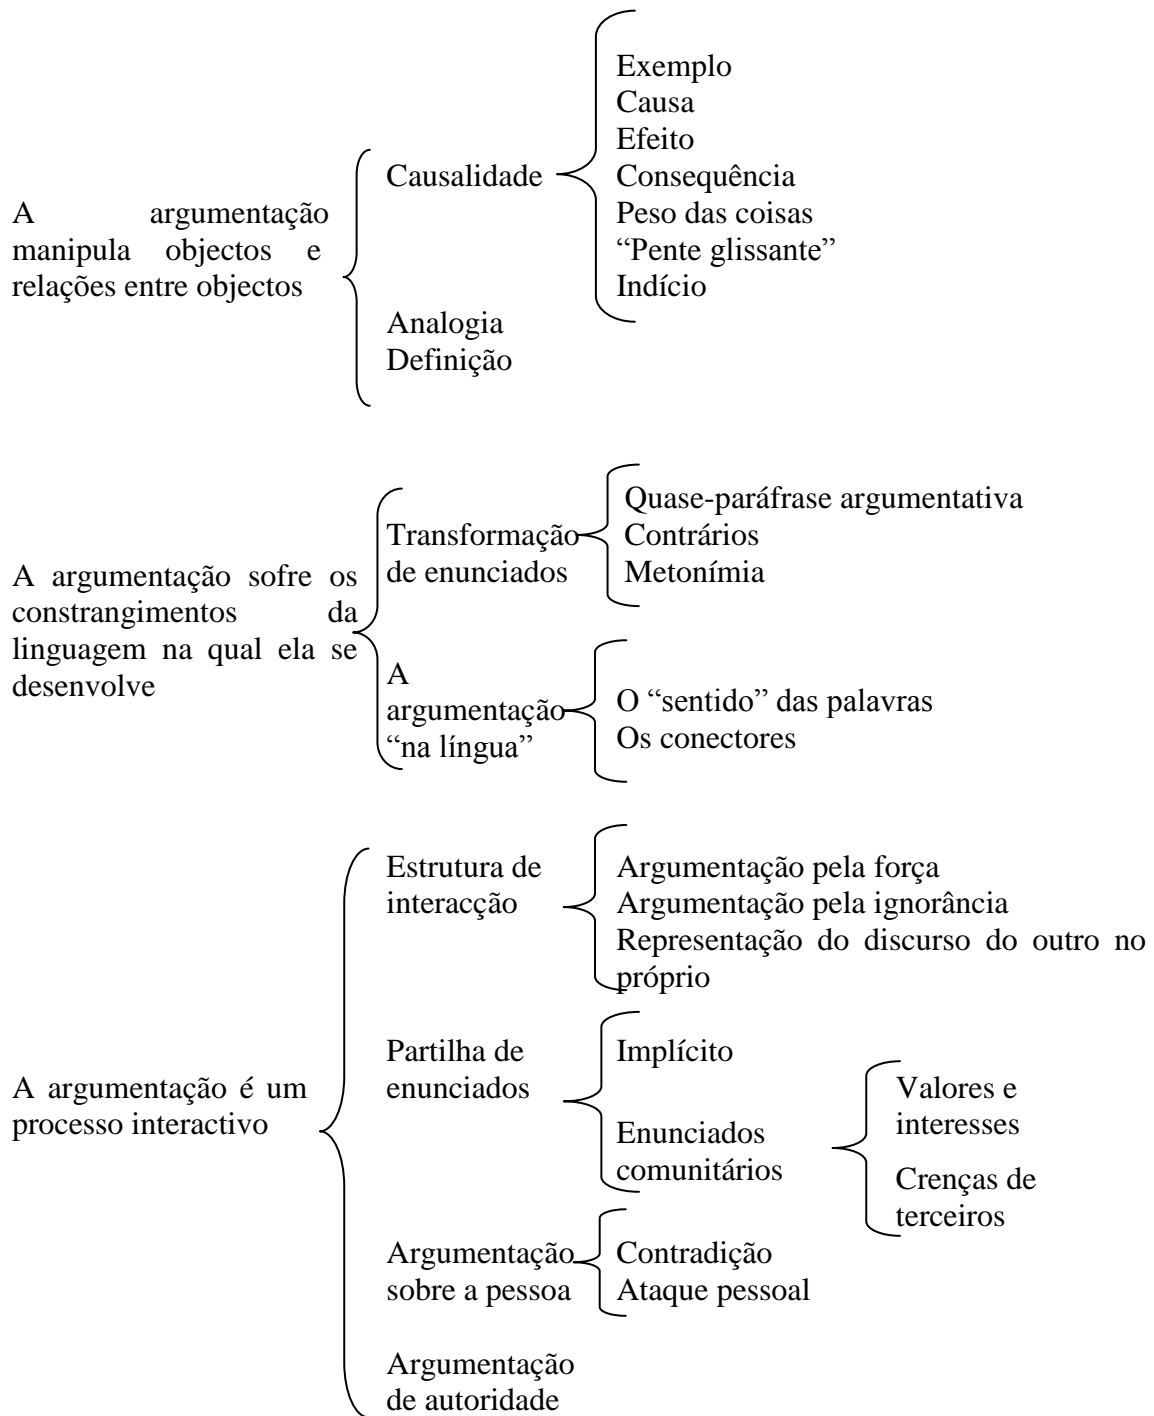 A argumentação
manipula objectos e
relações entre objectos
Causalidade
Exemplo
Causa
Efeito
Consequência
Peso das coisas
“Pente glissante”
Indício
Analogia
Definição
A argumentação sofre os
constrangimentos da
linguagem na qual ela se
desenvolve
Transformação
de enunciados
Quase-paráfrase argumentativa
Contrários
Metonímia
A
argumentação
“na língua”
O “sentido” das palavras
Os conectores
A argumentação é um
processo interactivo
Estrutura de
interacção
Argumentação pela força
Argumentação pela ignorância
Representação do discurso do outro no
próprio
Partilha de
enunciados
Implícito
Enunciados
comunitários
Valores e
interesses
Crenças de
terceiros
Argumentação
sobre a pessoa
Contradição
Ataque pessoal
Argumentação
de autoridade